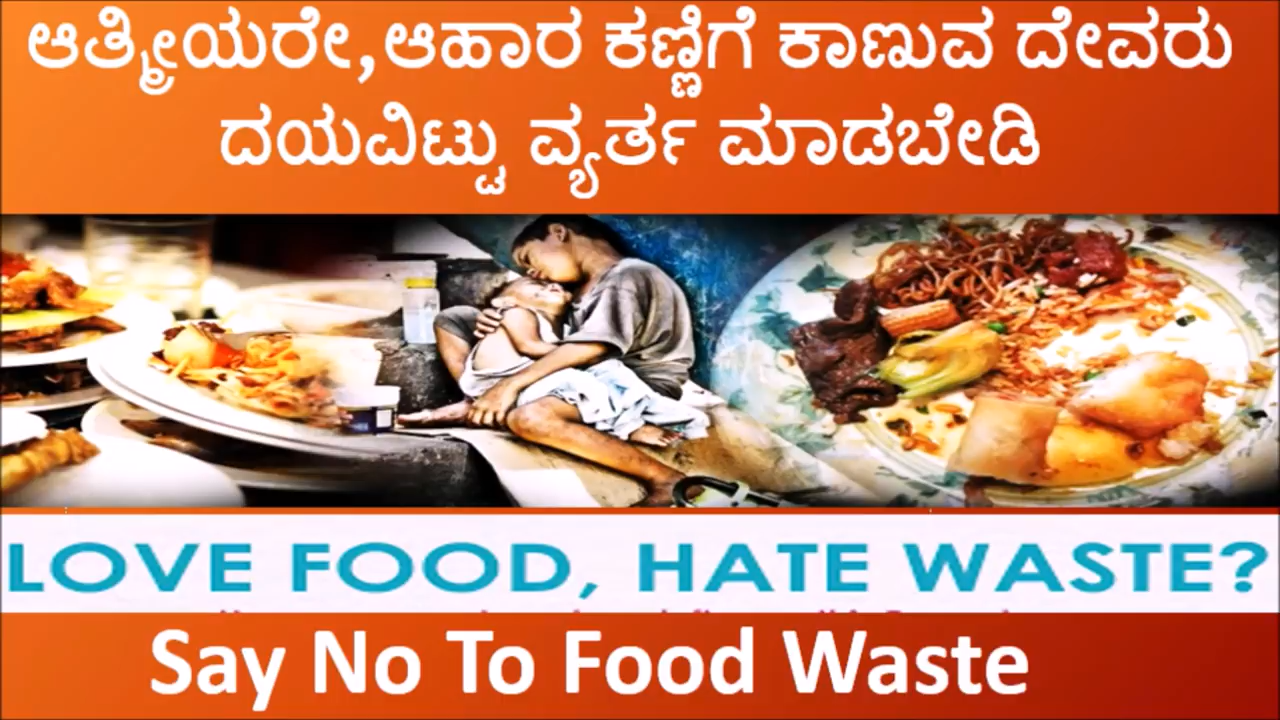 ಆತ್ಮೀಯರೇ,ಆಹಾರ ಕಣ್ಣಿಗೆ ಕಾಣುವ ದೇವರು
ದಯವಿಟ್ಟು ವ್ಯರ್ತ ಮಾಡಬೇಡಿ
LOVE FOOD, HATE WASTE?
Say No To Food Waste